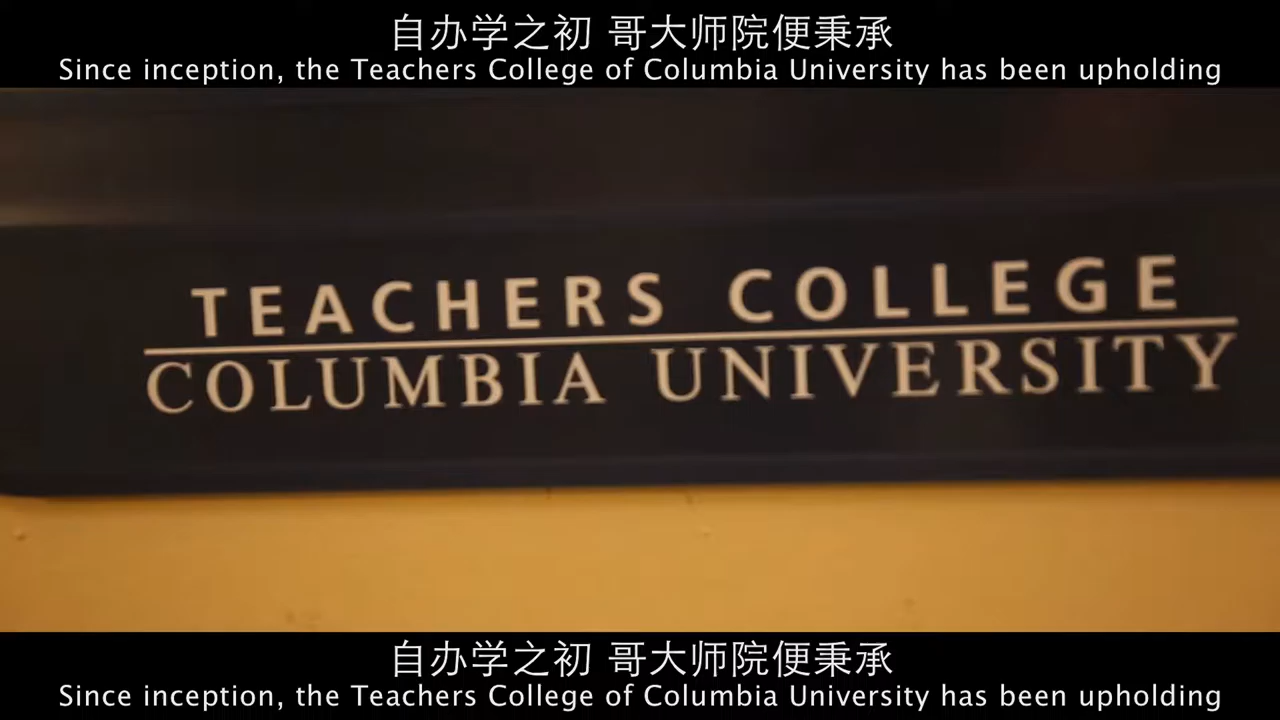 自办学之初 哥大师院便秉承
Since inception, the Teachers College of Columbia University has been upholding
TEACHERS COLLEGE
COLUMBIA UNIVERSITY
自办学之初 哥大师院便秉承
Since inception, the Teachers College of Columbia University has been upholding